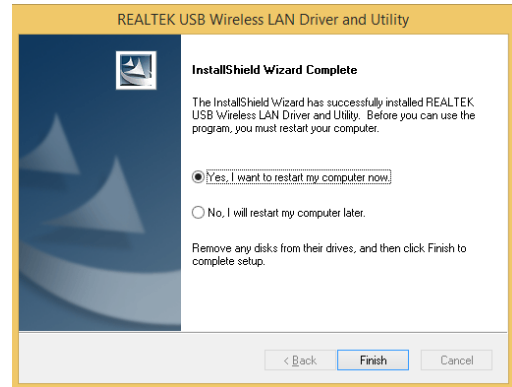 REALTEK USB Wireless LAN Driver and Utility
InstallShield Wizard Complete
The InstallShield Wizard has successfully installed REALTEK
USB Wireless LAN Driver and Utility.  Before you can use the
program, you must restart your computer.
Yes, I want to restart my computer now.
No, I will restart my computer later.
Remove any disks from their drives, and then click Finish to
complete setup.
< Back
Finish
Cancel